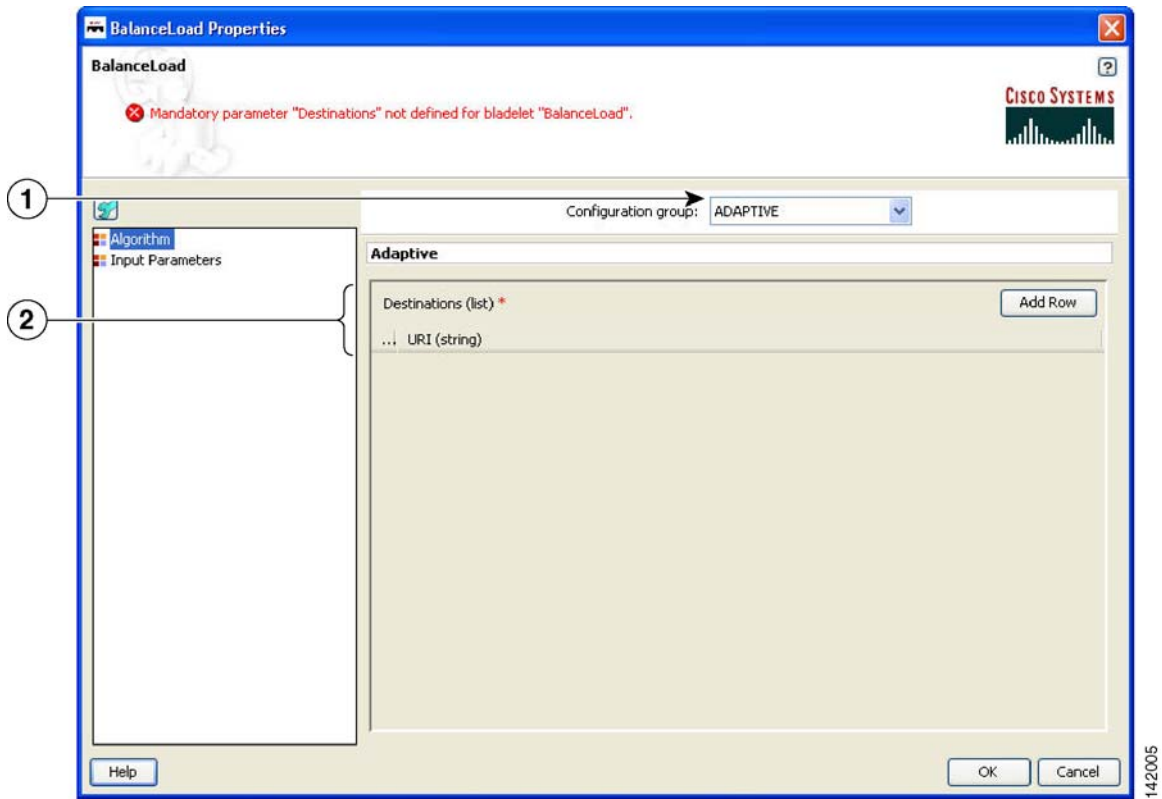 BalanceLoad Properties
BalanceLoad
Mandatory parameter "Destinations" not defined for bladelet "BalanceLoad".
CISCO SYSTEMS
1
Configuration group: ADAPTIVE
Algorithm
Input Parameters
Adaptive
2
Destinations (list) *
Add Row
... URI (string)
Help
OK
Cancel
142005